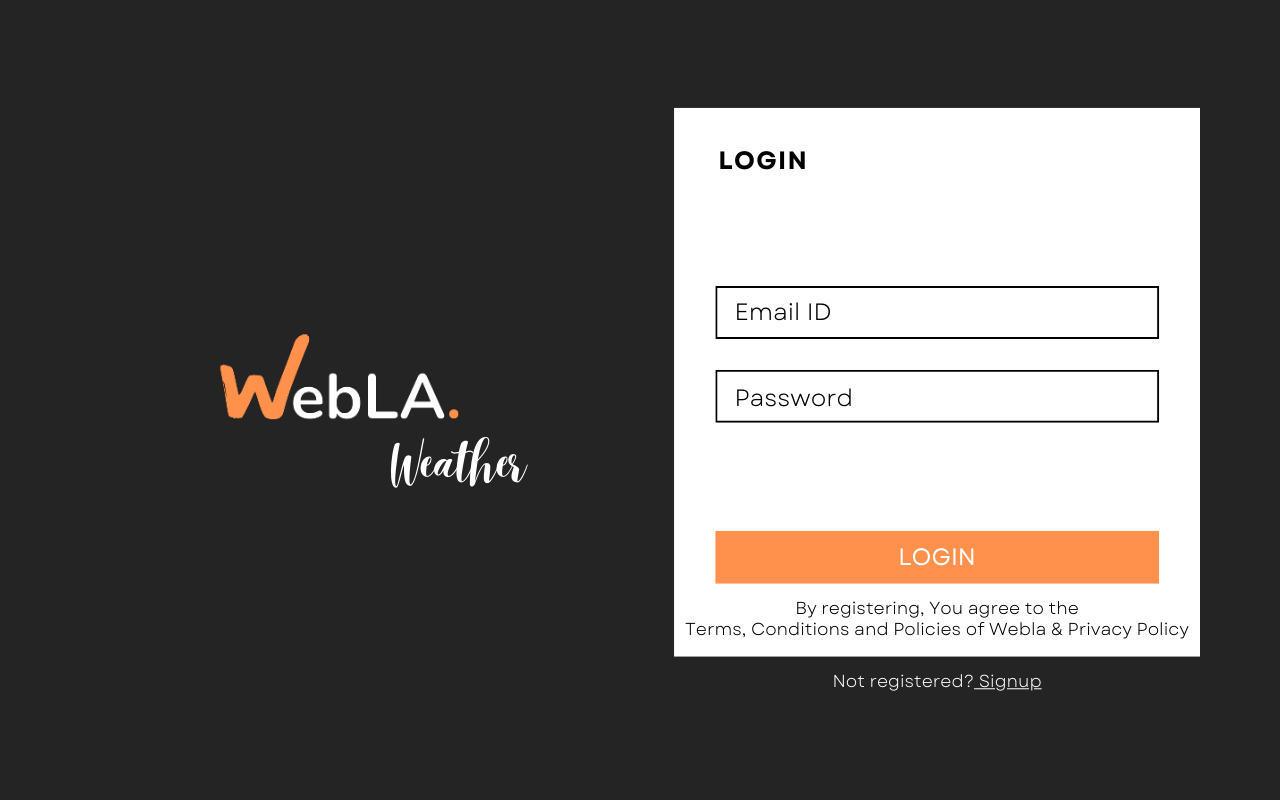 WebLA.
Weather
LOGIN
Email ID
Password
LOGIN
By registering, You agree to the
Terms, Conditions and Policies of Webla & Privacy Policy
Not registered? Signup